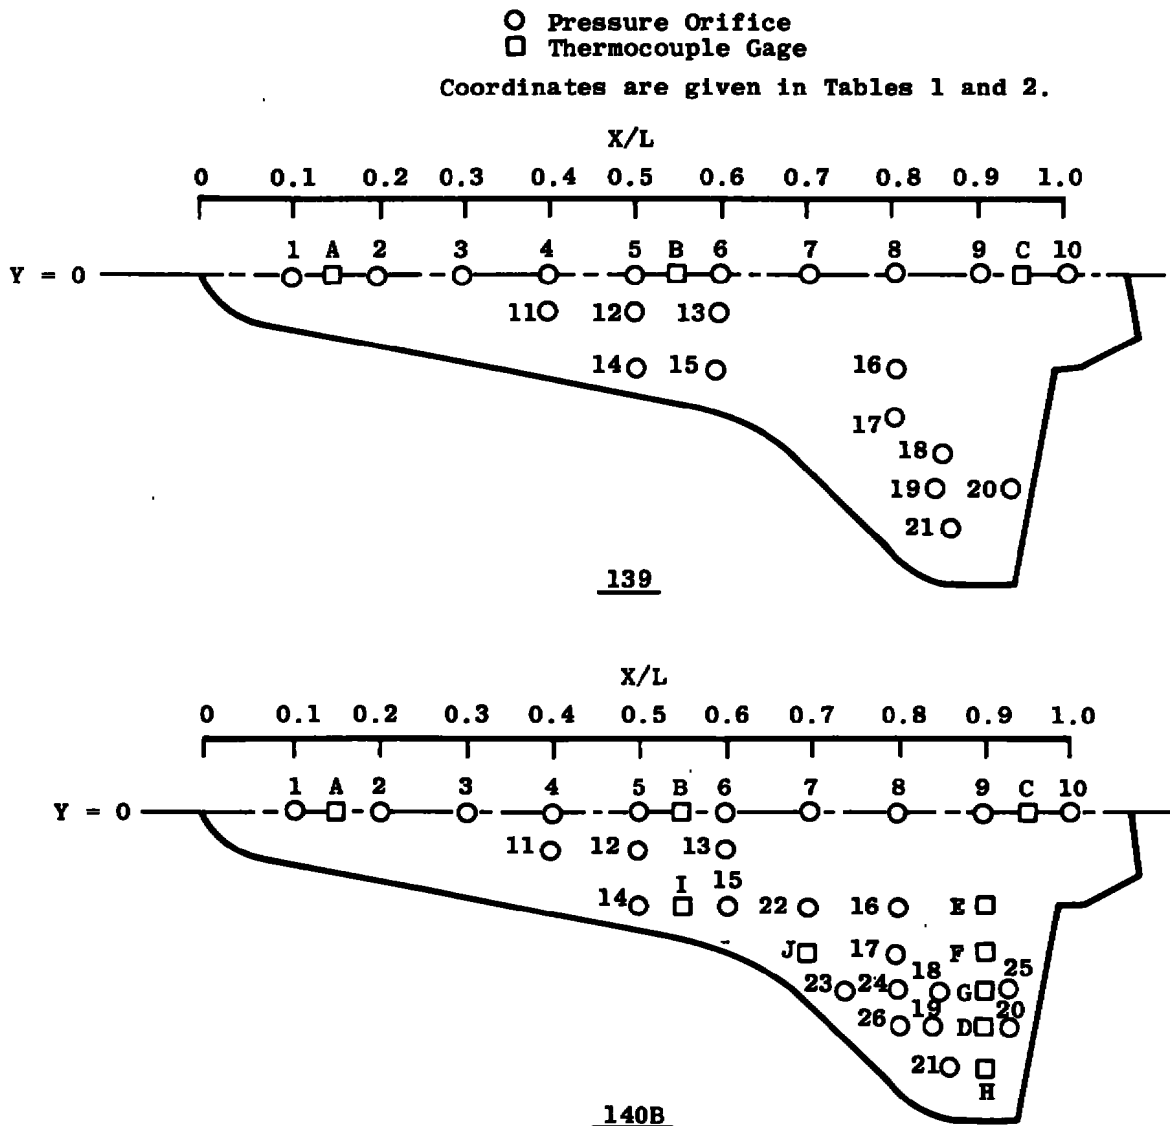 Pressure Orifice
Thermocouple Gage
Coordinates are given in Tables 1 and 2.
X/L
0 0.1 0.2 0.3 0.4 0.5 0.6 0.7 0.8 0.9 1.0
1 A 2 3 4 5 B 6 7 8 9 C 10
Y = 0
11 12 13
14 15 16
17
18
19 20
21
139
X/L
0 0.1 0.2 0.3 0.4 0.5 0.6 0.7 0.8 0.9 1.0
1 A 2 3 4 5 B 6 7 8 9 C 10
Y = 0
11 12 13
14 I 15 22 16 E
J 17 F
23 24 18 G 25
26 19 D 20
21
H
140B